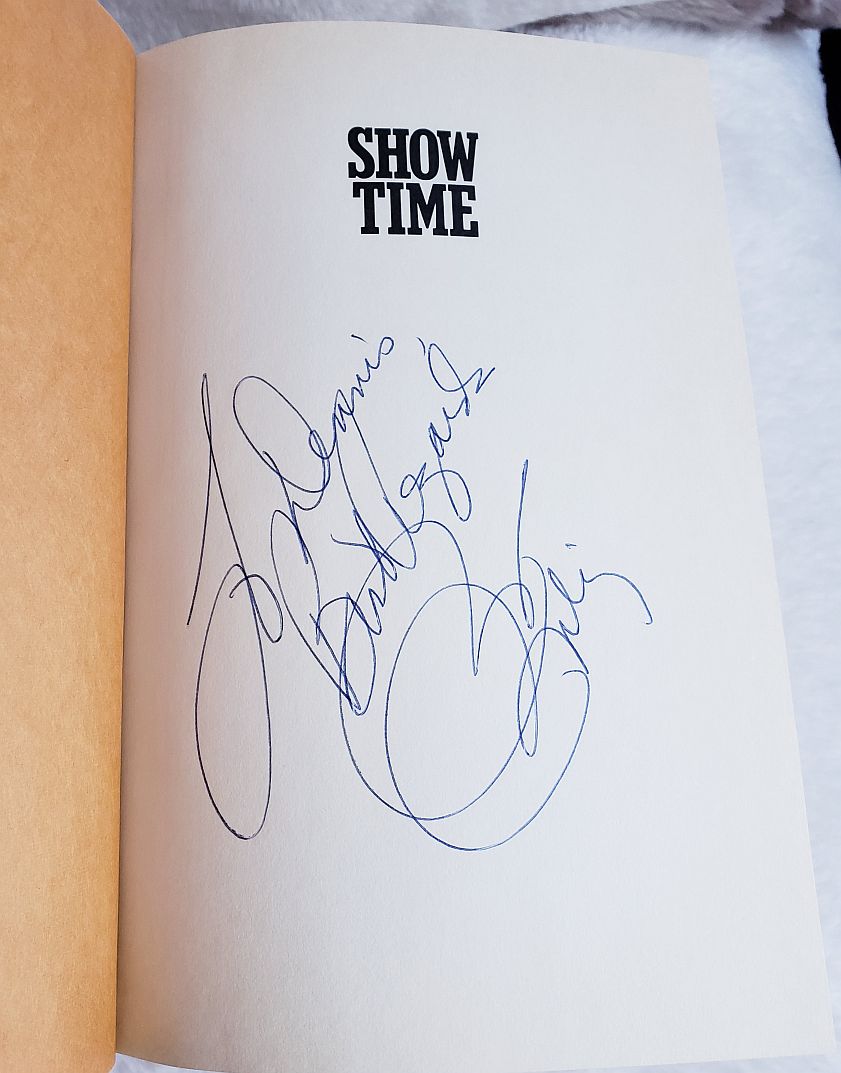 SHOW
TIME
To Dennis
Best Regards